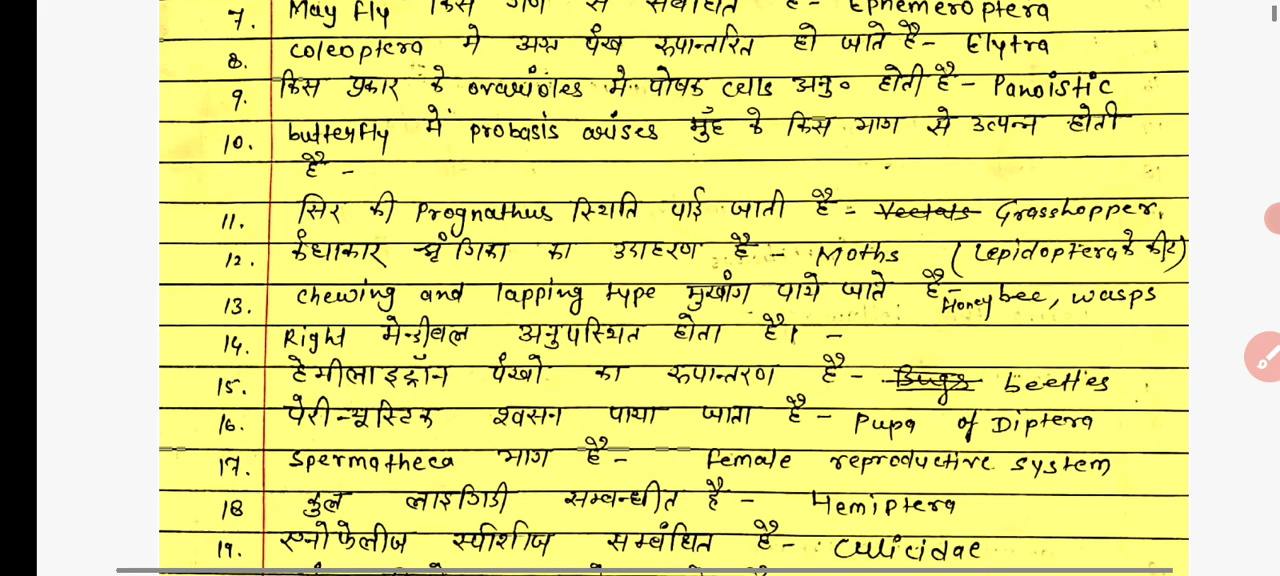 7. May fly किस गण से संबंधित है - Ephemeroptera
8. coleoptera मे अग्र पंख रुपान्तरित हो जाते है - Elytra
9. किस प्रकार के ovarioles मे पोषक cells अनु० होती है - Panoistic
10. butterfly में probasis arises मुँह के किस भाग से उत्पन्न होती
है -
11. सिर की Prognathus स्थिति पाई जाती है - Grasshopper,
12. कंघाकार श्रृंगिका का उदाहरण है - Moths (Lepidoptera के कीट)
13. chewing and lapping type मुखांग पाये जाते है - Honey bee, wasps
14. Right मेन्डीबल अनुपस्थित होता है। -
15. हेमीलाइट्रॉन पंखो का रुपान्तरण है - Bugs beetles
16. पेरी-न्यूस्टिक श्वसन पाया जाता है - Pupa of Diptera
17. Spermatheca भाग है - female reproductive system
18 कुल लाइगिडी सम्बन्धीत है - Hemiptera
19. एनोफेलीज स्पीशीज सम्बंधित है - culicidae